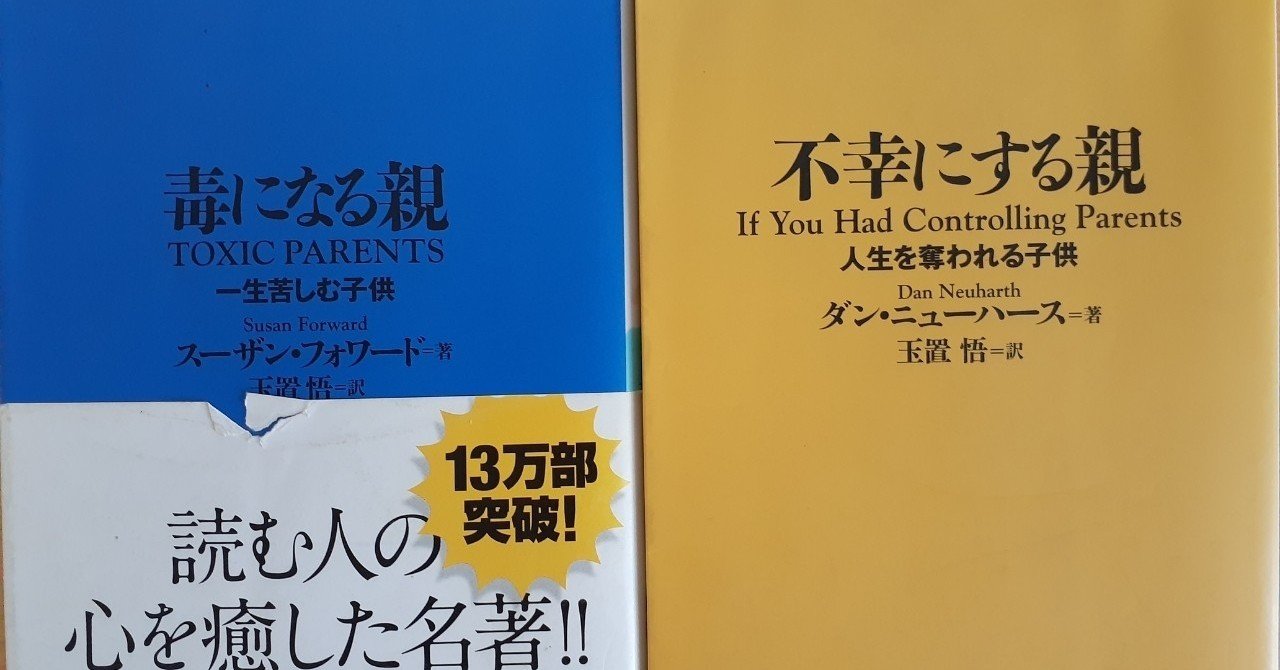 毒になる親
TOXIC PARENTS
一生苦しむ子供
Susan Forward
スーザン・フォワード=著
玉置 悟=訳
13万部
突破!
読む人の
心を癒した名著!!
不幸にする親
If You Had Controlling Parents
人生を奪われる子供
Dan Neuharth
ダン・ニューハース=著
玉置 悟=訳